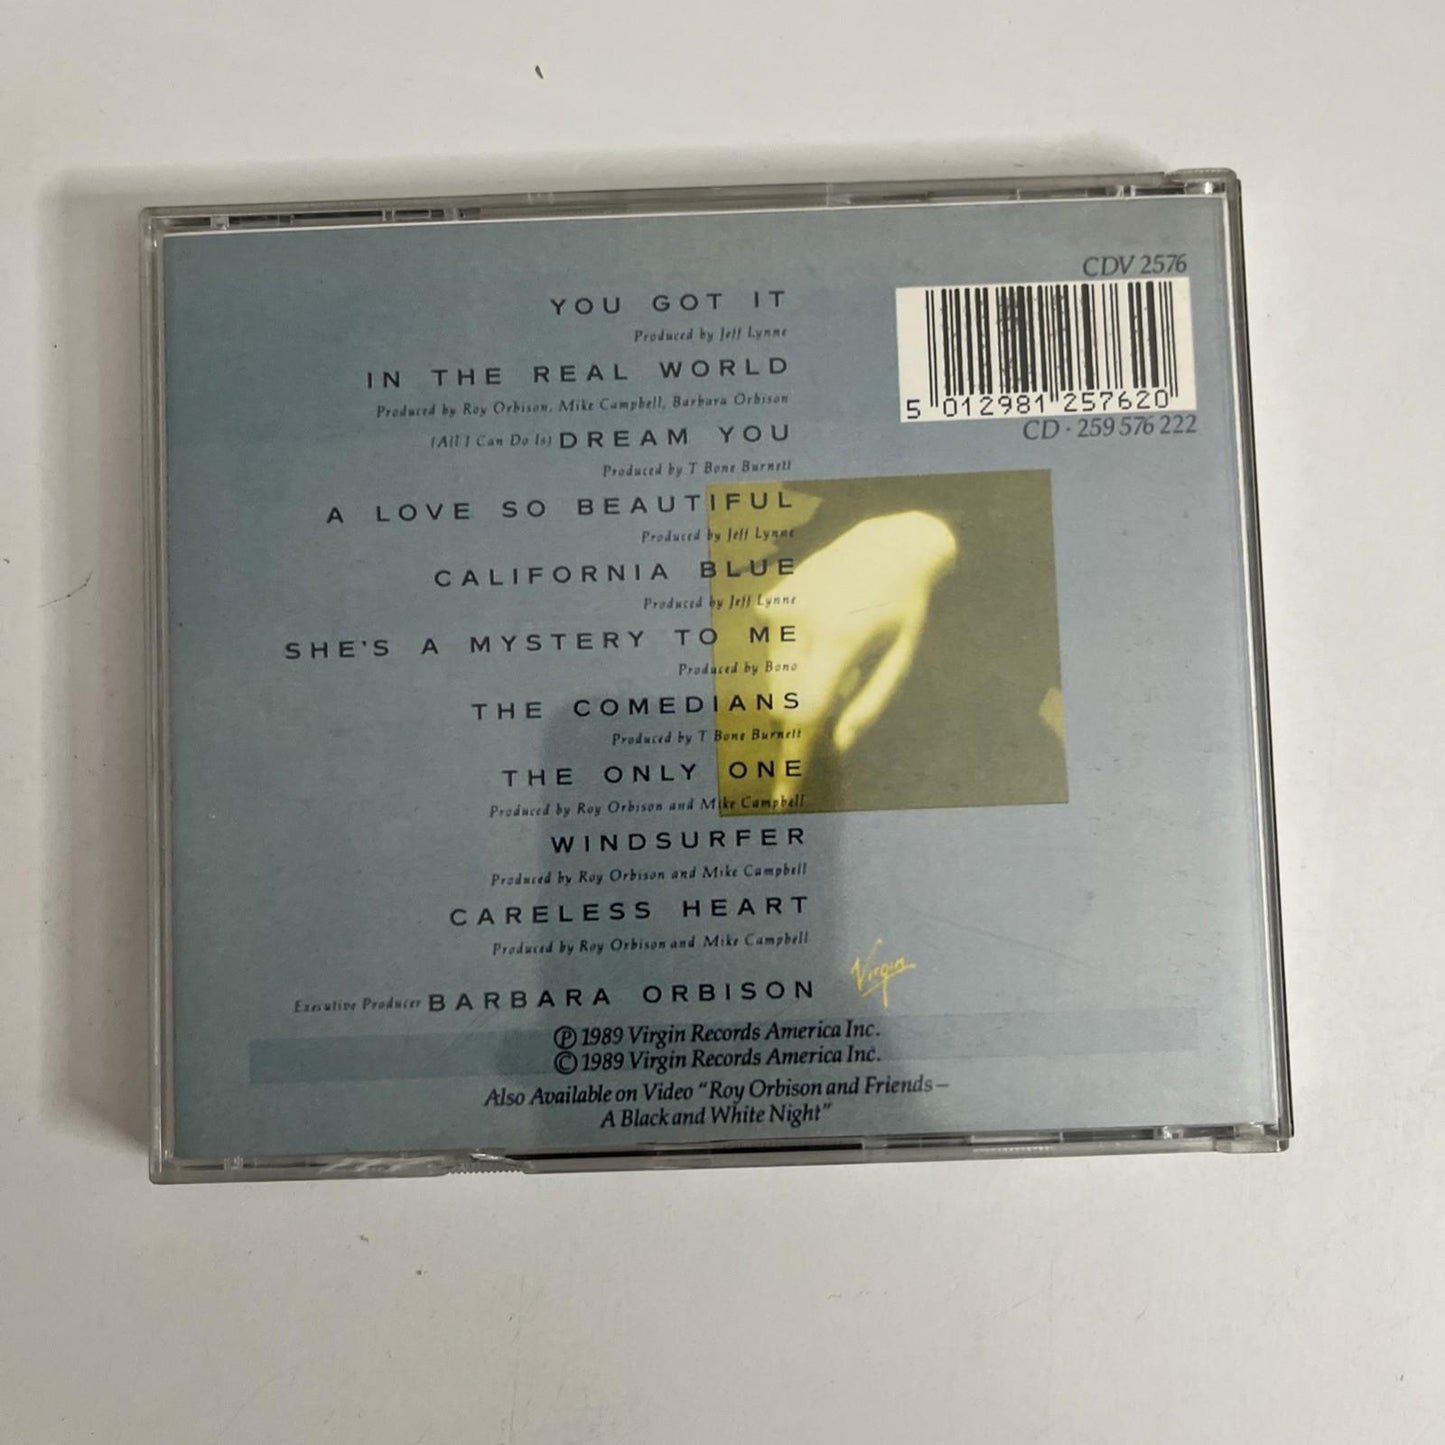 CDV 2576
5 012981 257620
CD · 259 576 222
YOU GOT IT
Produced by Jeff Lynne
IN THE REAL WORLD
Produced by Roy Orbison, Mike Campbell, Barbara Orbison
(All I Can Do Is) DREAM YOU
Produced by T Bone Burnett
A LOVE SO BEAUTIFUL
Produced by Jeff Lynne
CALIFORNIA BLUE
Produced by Jeff Lynne
SHE'S A MYSTERY TO ME
Produced by Bono
THE COMEDIANS
Produced by T Bone Burnett
THE ONLY ONE
Produced by Roy Orbison and Mike Campbell
WINDSURFER
Produced by Roy Orbison and Mike Campbell
CARELESS HEART
Produced by Roy Orbison and Mike Campbell
Executive Producer BARBARA ORBISON
Virgin
Ⓟ 1989 Virgin Records America Inc.
© 1989 Virgin Records America Inc.
Also Available on Video "Roy Orbison and Friends –
A Black and White Night"